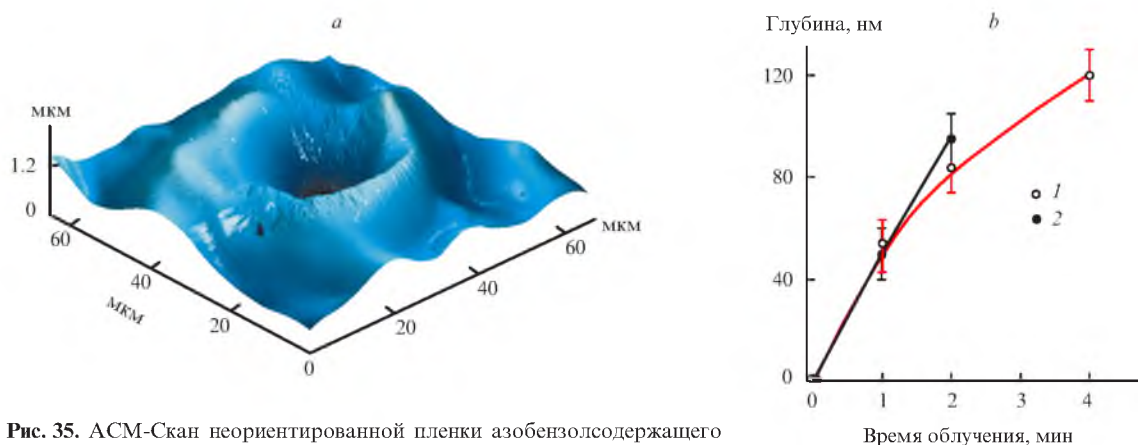 a
мкм
1.2
0
60
40
мкм
20
0
20
40
60
мкм
Глубина, нм
b
120
80
40
0
1
2
0
1
2
3
4
Время облучения, мин
Рис. 35. АСМ-Скан неориентированной пленки азобензолсодержащего